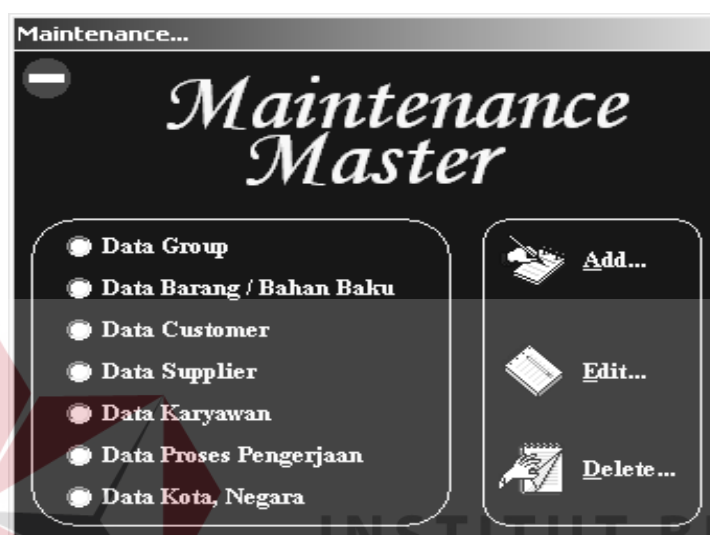 Maintenance...
Maintenance
Master
Data Group
Data Barang / Bahan Baku
Data Customer
Data Supplier
Data Karyawan
Data Proses Pengerjaan
Data Kota, Negara
Add...
Edit...
Delete...
INSTITUT